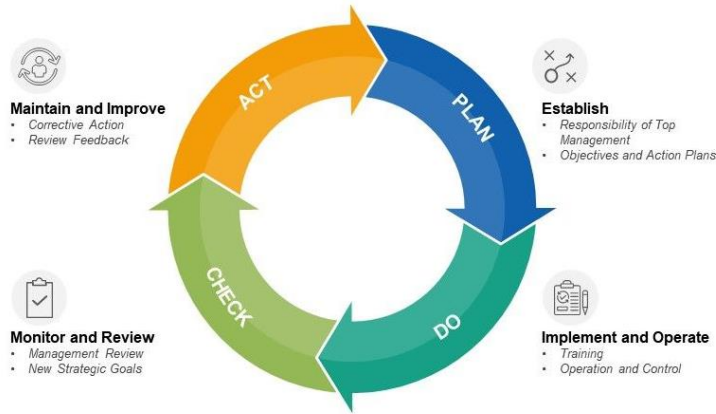 ACT
PLAN
DO
CHECK
Maintain and Improve
• Corrective Action
• Review Feedback
Establish
• Responsibility of Top
Management
• Objectives and Action Plans
Monitor and Review
• Management Review
• New Strategic Goals
Implement and Operate
• Training
• Operation and Control